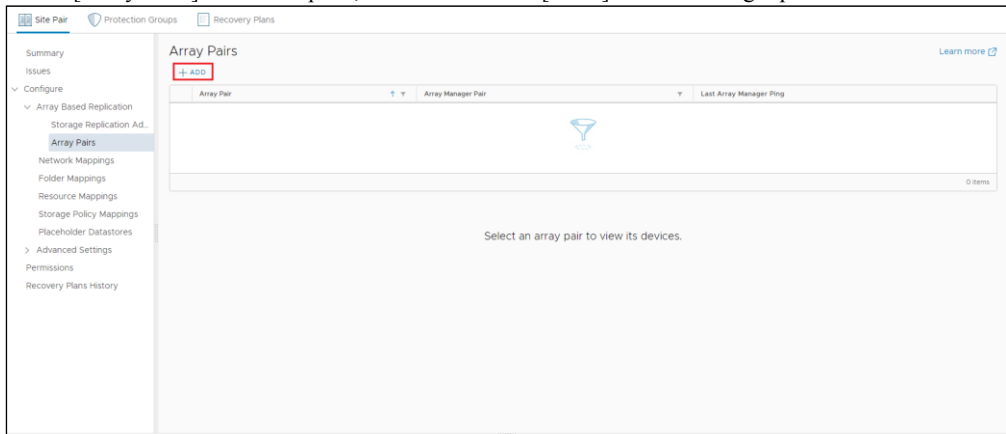 Site Pair Protection Groups Recovery Plans
Summary
Issues
Configure
Array Based Replication
Storage Replication Ad...
Array Pairs
Network Mappings
Folder Mappings
Resource Mappings
Storage Policy Mappings
Placeholder Datastores
Advanced Settings
Permissions
Recovery Plans History
Array Pairs
Learn more
+ ADD
Array Pair Array Manager Pair Last Array Manager Ping
0 items
Select an array pair to view its devices.